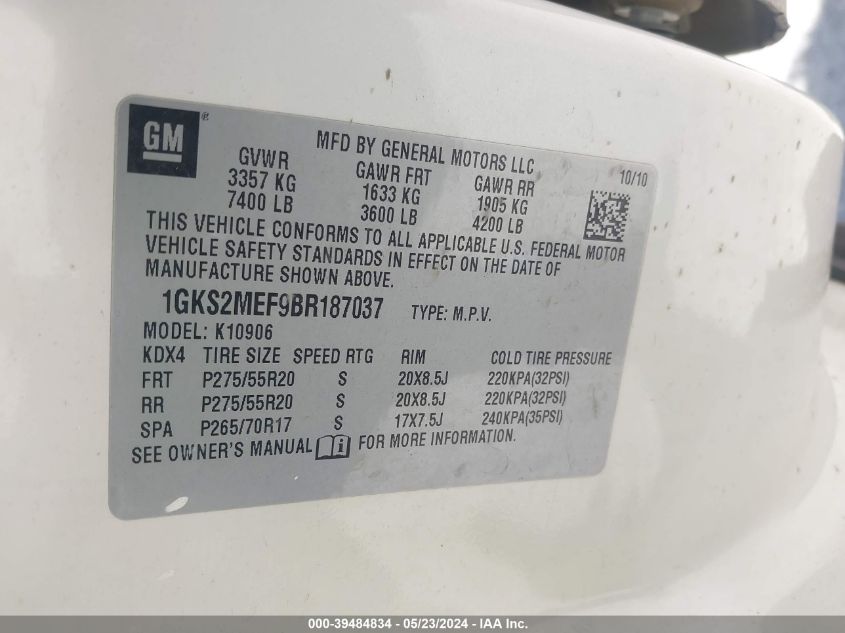 GM ®
MFD BY GENERAL MOTORS LLC
10/10
GVWR GAWR FRT GAWR RR
3357 KG 1633 KG 1905 KG
7400 LB 3600 LB 4200 LB
THIS VEHICLE CONFORMS TO ALL APPLICABLE U.S. FEDERAL MOTOR
VEHICLE SAFETY STANDARDS IN EFFECT ON THE DATE OF
MANUFACTURE SHOWN ABOVE.
1GKS2MEF9BR187037 TYPE: M.P.V.
MODEL: K10906
KDX4 TIRE SIZE SPEED RTG RIM COLD TIRE PRESSURE
FRT P275/55R20 S 20X8.5J 220KPA(32PSI)
RR P275/55R20 S 20X8.5J 220KPA(32PSI)
SPA P265/70R17 S 17X7.5J 240KPA(35PSI)
SEE OWNER'S MANUAL i FOR MORE INFORMATION.
000-39484834 - 05/23/2024 - IAA Inc.